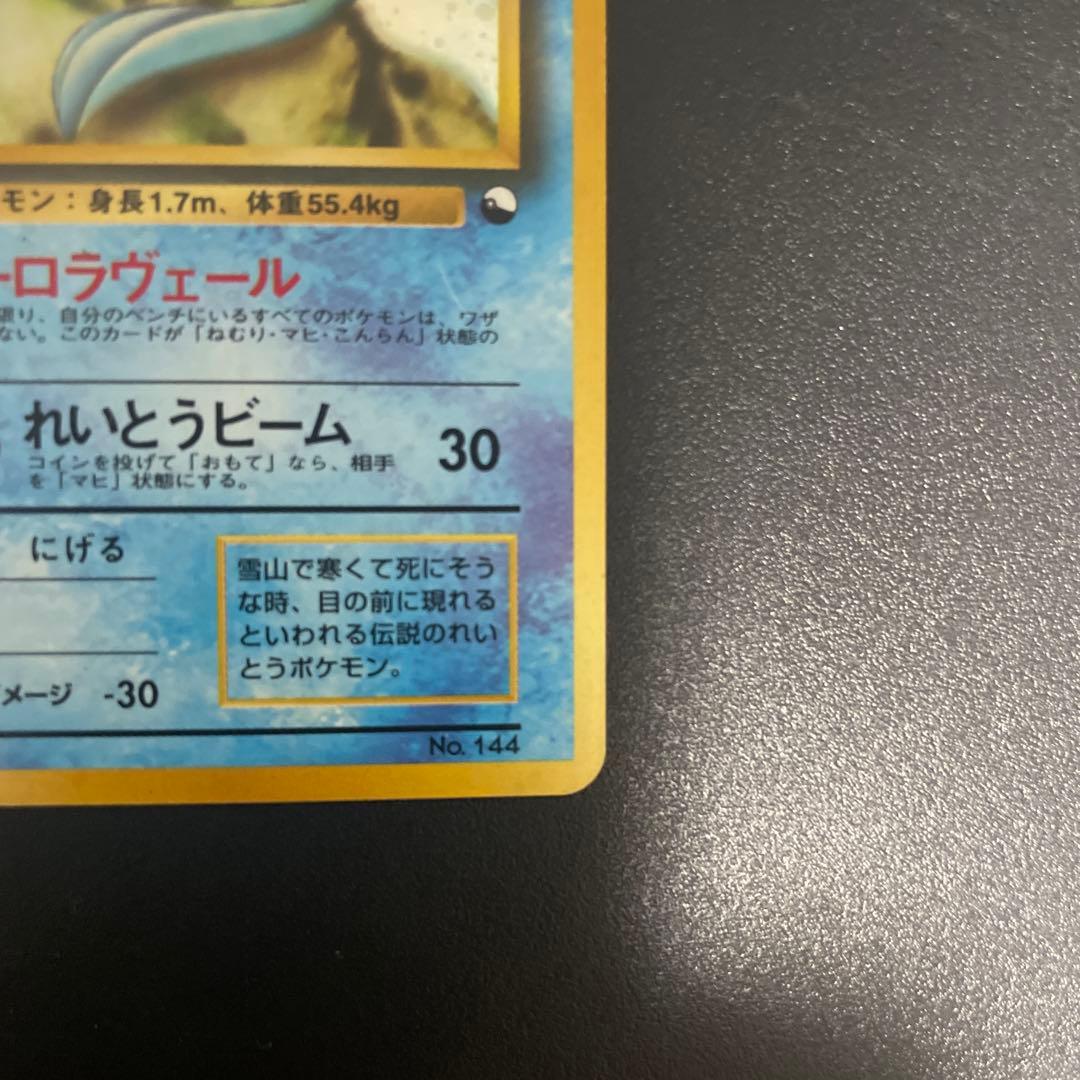 モン：身長1.7m、体重55.4kg
ーロラヴェール
限り、自分のベンチにいるすべてのポケモンは、ワザ
ない。このカードが「ねむり・マヒ・こんらん」状態の
れいとうビーム 30
コインを投げて「おもて」なら、相手
を「マヒ」状態にする。
にげる
雪山で寒くて死にそう
な時、目の前に現れる
といわれる伝説のれい
とうポケモン。
メージ -30
No. 144